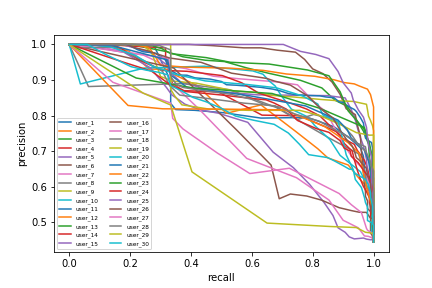 1.0
0.9
0.8
0.7
0.6
0.5
precision
user_1
user_2
user_3
user_4
user_5
user_6
user_7
user_8
user_9
user_10
user_11
user_12
user_13
user_14
user_15
user_16
user_17
user_18
user_19
user_20
user_21
user_22
user_23
user_24
user_25
user_26
user_27
user_28
user_29
user_30
0.0 0.2 0.4 0.6 0.8 1.0
recall